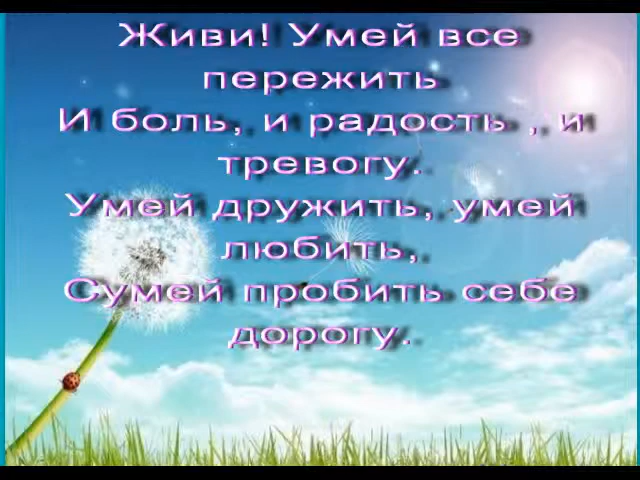 Живи! Умей все
пережить
И боль, и радость , и
тревогу.
Умей дружить, умей
любить,
Сумей пробить себе
дорогу.